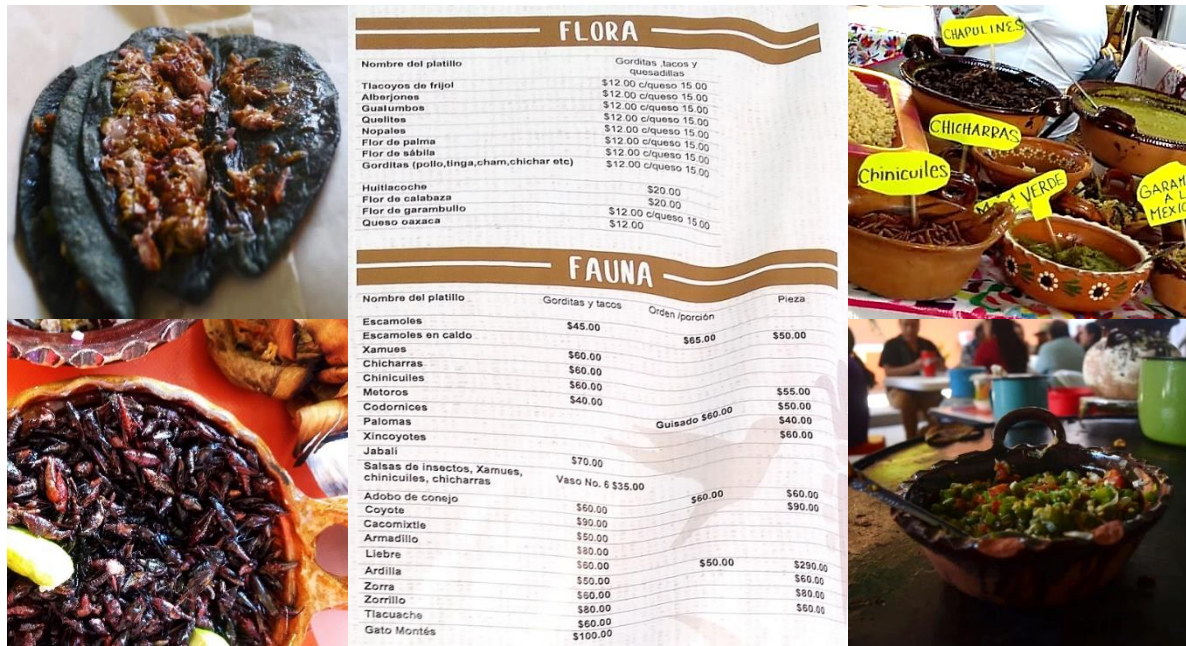 FLORA
Nombre del platillo Gorditas ,tacos y
quesadillas
Tlacoyos de frijol $12.00 c/queso 15.00
Alberjones $12.00 c/queso 15.00
Gualumbos $12.00 c/queso 15.00
Quelites $12.00 c/queso 15.00
Nopales $12.00 c/queso 15.00
Flor de palma $12.00 c/queso 15.00
Flor de sábila $12.00 c/queso 15.00
Gorditas (pollo,tinga,cham,chichar etc) $12.00 c/queso 15.00
Huitlacoche $20.00
Flor de calabaza $20.00
Flor de garambullo $12.00 c/queso 15.00
Queso oaxaca $12.00
FAUNA
Nombre del platillo Gorditas y tacos Orden /porción Pieza
Escamoles $45.00
Escamoles en caldo $65.00 $50.00
Xamues $60.00
Chicharras $60.00
Chinicuiles $60.00
Metoros $40.00 $55.00
Codornices $50.00
Palomas Guisado $60.00 $40.00
Xincoyotes $60.00
Jabalí $70.00
Salsas de insectos, Xamues,
chinicuiles, chicharras Vaso No. 6 $35.00
Adobo de conejo $60.00 $60.00
Coyote $60.00 $90.00
Cacomixtle $90.00
Armadillo $50.00
Liebre $80.00
Ardilla $60.00 $50.00 $290.00
Zorra $50.00 $60.00
Zorrillo $60.00 $80.00
Tlacuache $80.00 $60.00
$60.00
Gato Montés $100.00
CHAPULINES
CHICHARRAS
Chinicuiles
VERDE
GARAM
A L
MEXIC